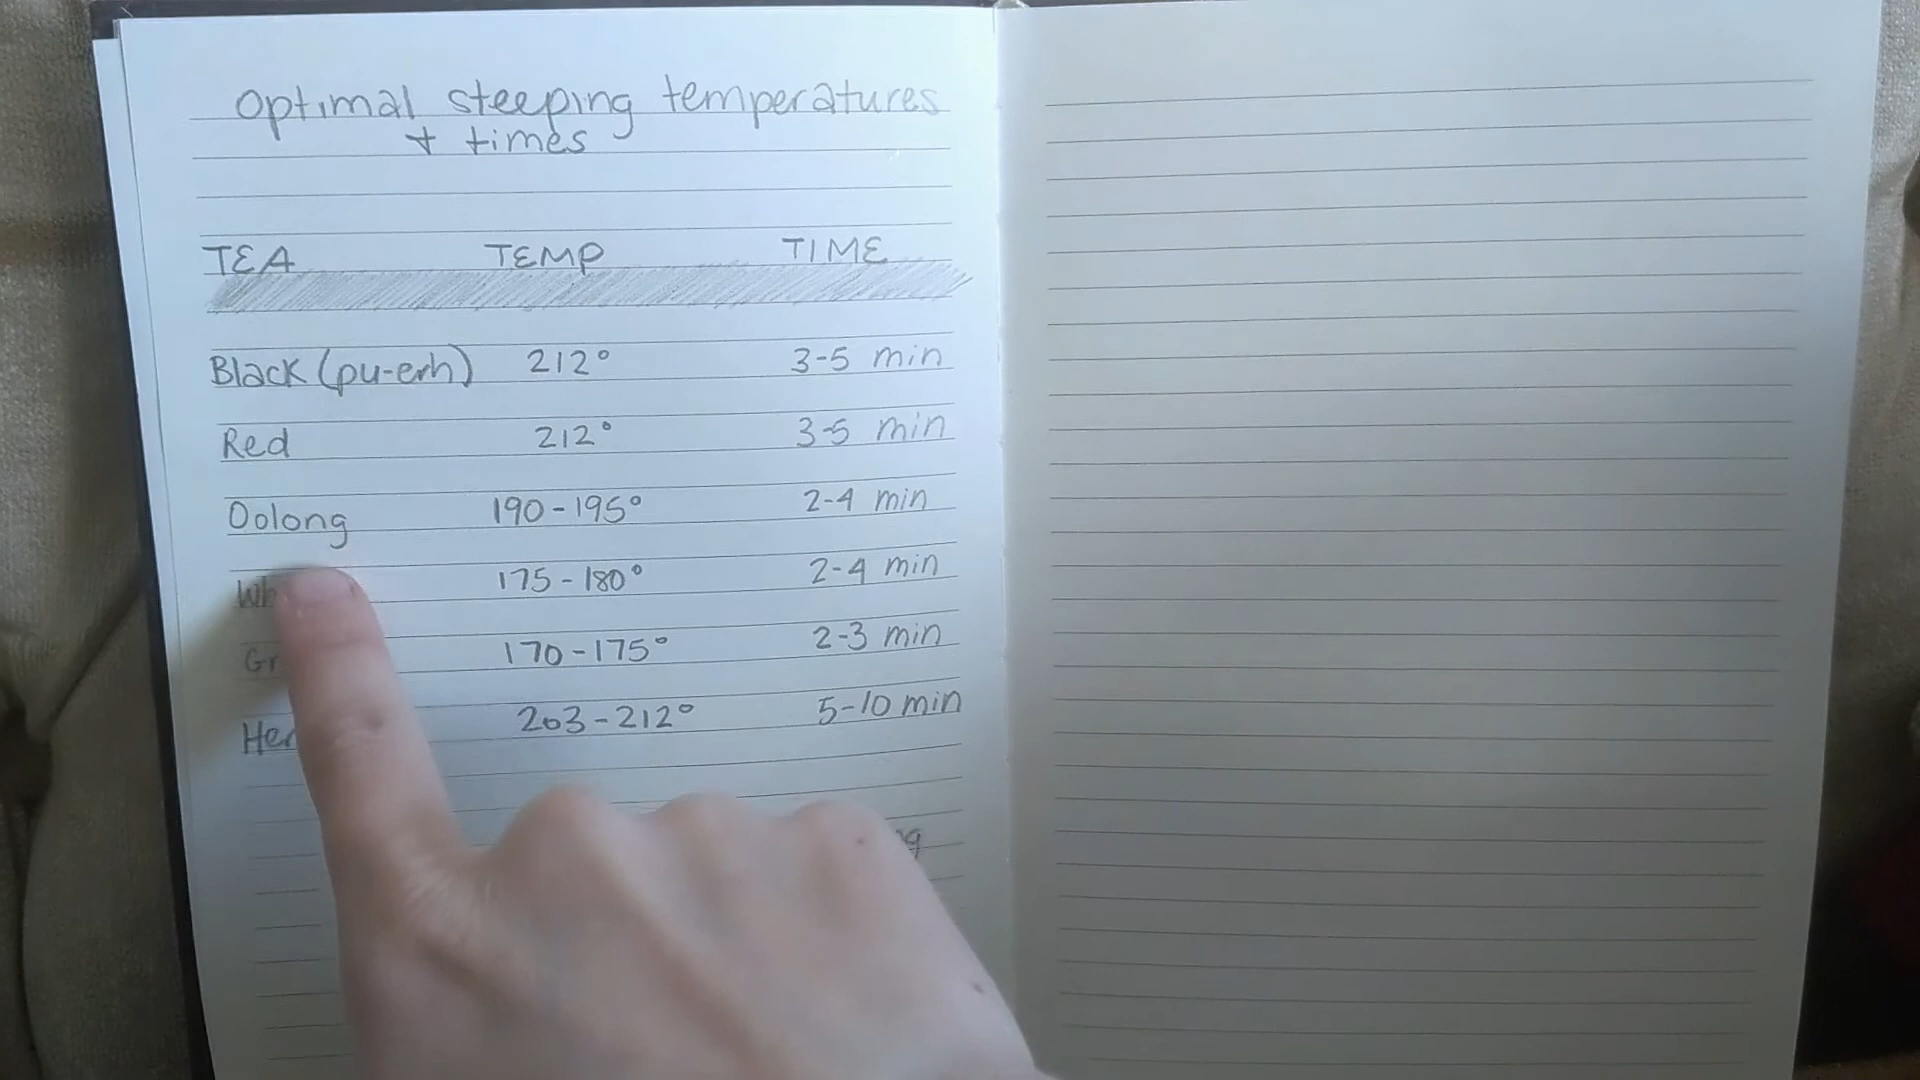 Optimal steeping temperatures
+ times
TEA TEMP TIME
Black (pu-erh) 212° 3-5 min
Red 212° 3-5 min
Oolong 190-195° 2-4 min
175-180° 2-4 min
170-175° 2-3 min
203-212° 5-10 min